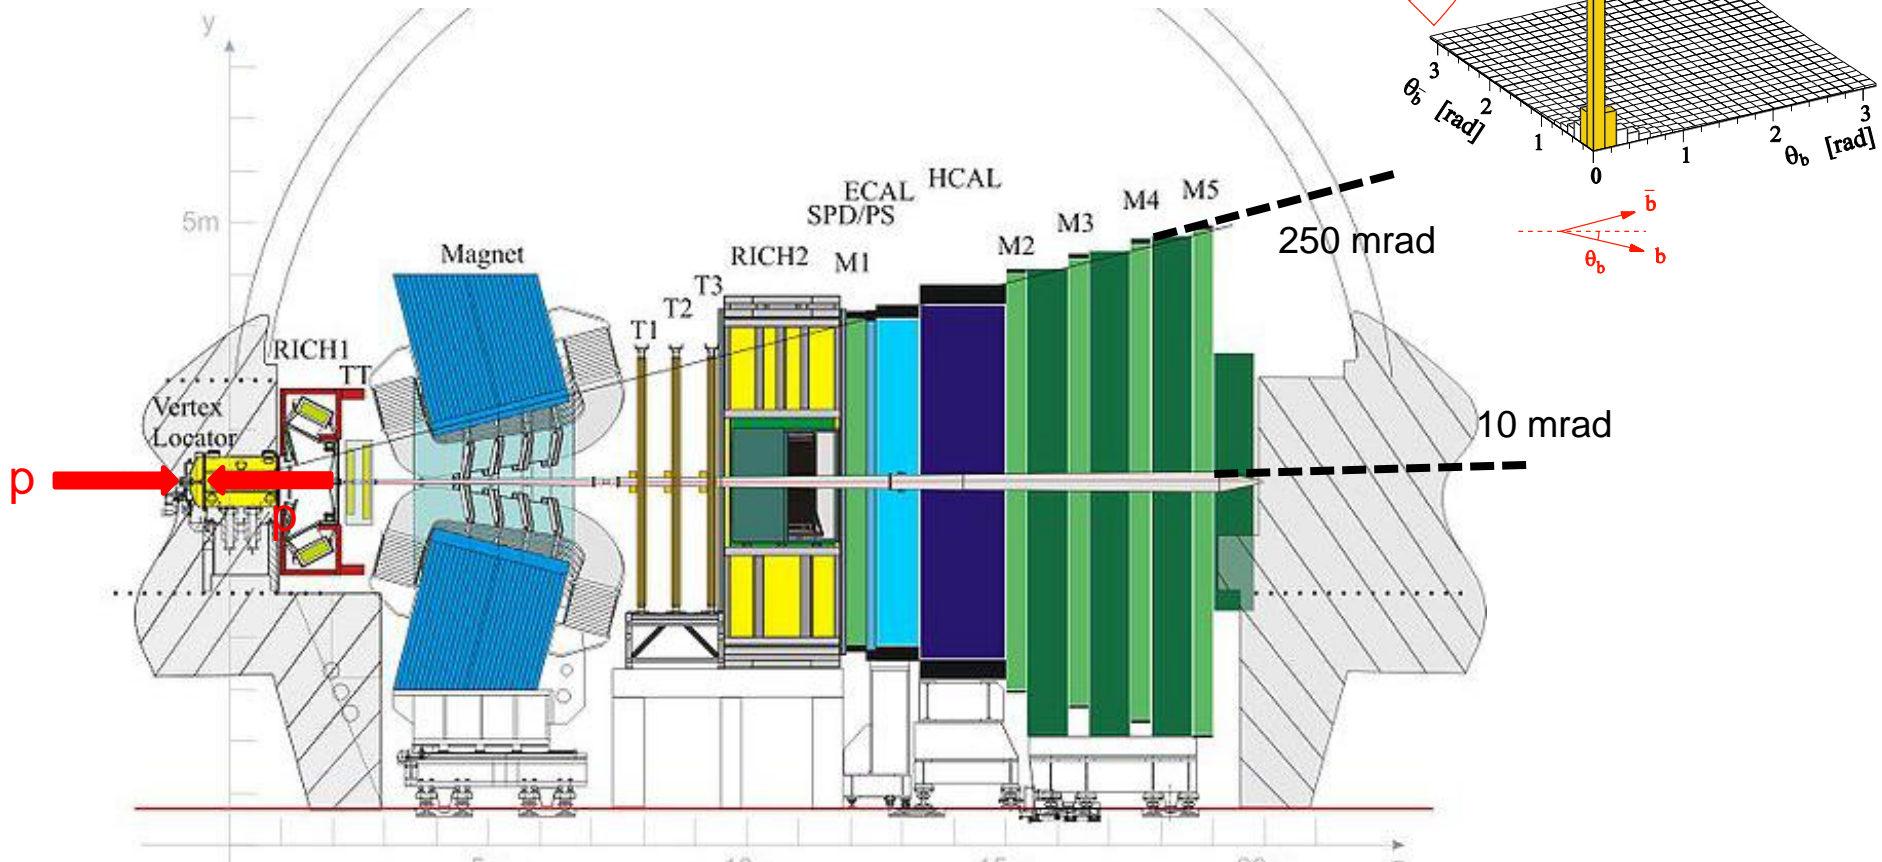 y
5m
Magnet
RICH1
TT
Vertex
Locator
p
p
T1
T2
T3
RICH2
M1
SPD/PS
ECAL
HCAL
M2
M3
M4
M5
250 mrad
10 mrad
3
2
1
θb̄ [rad]
0
1
2
3
θb [rad]
b̄
b
θb